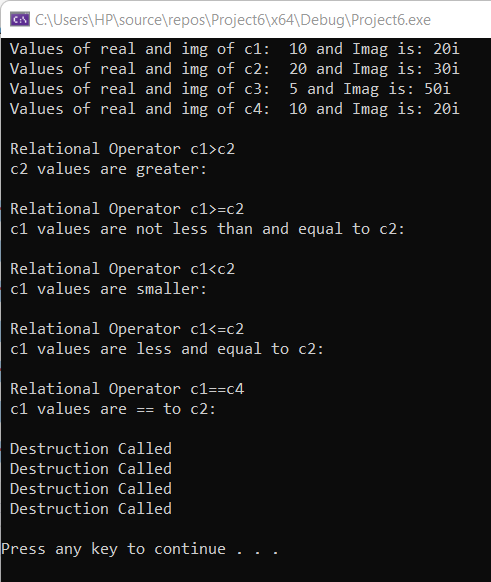 C:\Users\HP\source\repos\Project6\x64\Debug\Project6.exe
Values of real and img of c1:  10 and Imag is: 20i
Values of real and img of c2:  20 and Imag is: 30i
Values of real and img of c3:  5 and Imag is: 50i
Values of real and img of c4:  10 and Imag is: 20i
Relational Operator c1>c2
c2 values are greater:
Relational Operator c1>=c2
c1 values are not less than and equal to c2:
Relational Operator c1<c2
c1 values are smaller:
Relational Operator c1<=c2
c1 values are less and equal to c2:
Relational Operator c1==c4
c1 values are == to c2:
Destruction Called
Destruction Called
Destruction Called
Destruction Called
Press any key to continue . . .